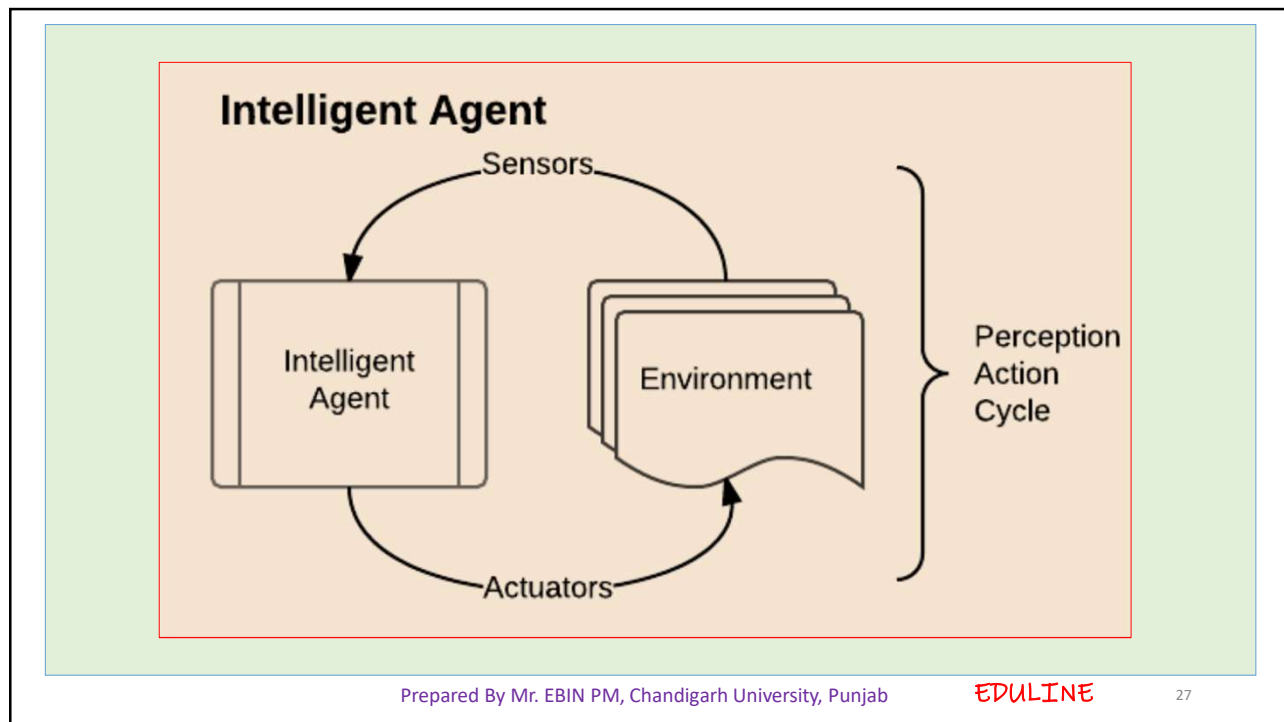 Intelligent Agent
Sensors
Intelligent
Agent
Environment
Perception
Action
Cycle
Actuators
Prepared By Mr. EBIN PM, Chandigarh University, Punjab
EDULINE
27